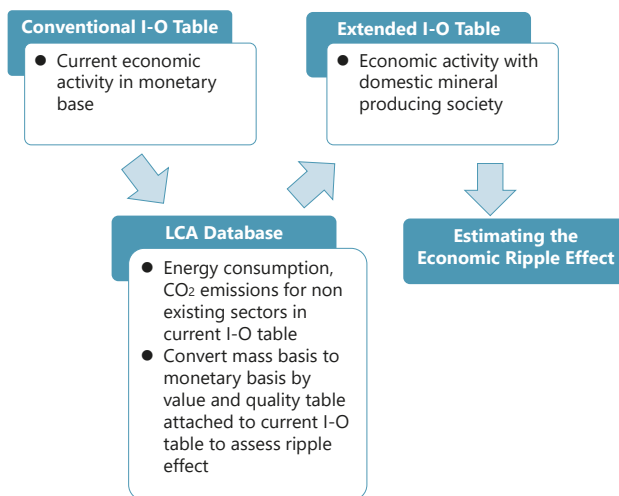 Conventional I-O Table
● Current economic
activity in monetary
base
Extended I-O Table
● Economic activity with
domestic mineral
producing society
LCA Database
● Energy consumption,
CO₂ emissions for non
existing sectors in
current I-O table
● Convert mass basis to
monetary basis by
value and quality table
attached to current I-O
table to assess ripple
effect
Estimating the
Economic Ripple Effect